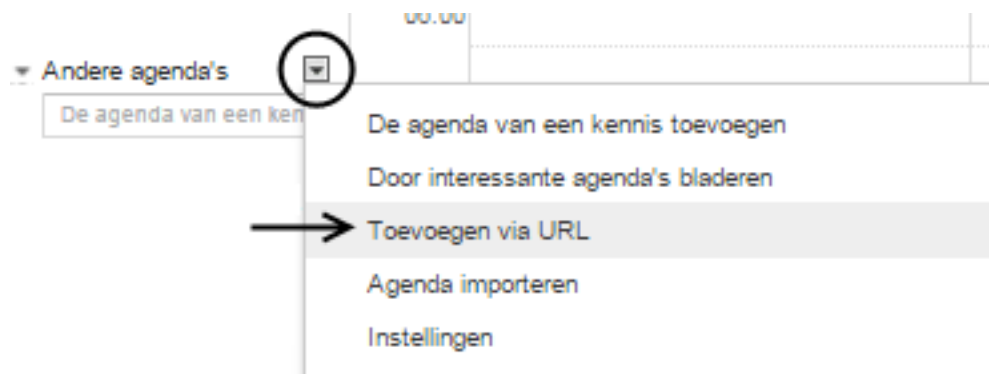 00:00
Andere agenda's
De agenda van een ken
De agenda van een kennis toevoegen
Door interessante agenda's bladeren
Toevoegen via URL
Agenda importeren
Instellingen